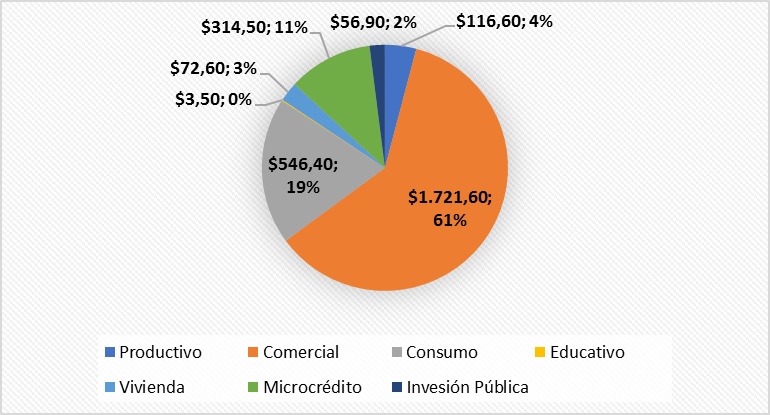 $314,50; 11%
$56,90; 2%
$116,60; 4%
$72,60; 3%
$3,50; 0%
$546,40;
19%
$1.721,60;
61%
Productivo
Comercial
Consumo
Educativo
Vivienda
Microcrédito
Invesión Pública